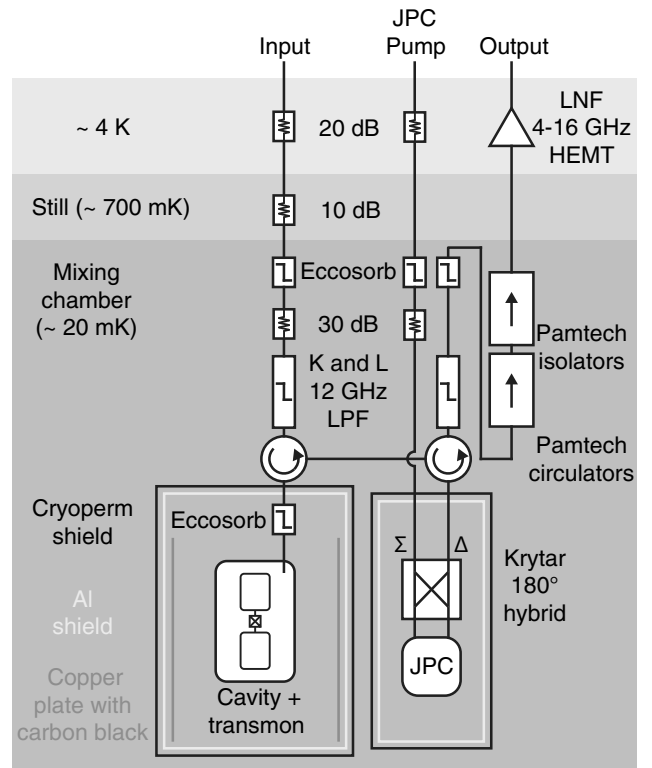 Input
JPC
Pump
Output
~ 4 K
20 dB
LNF
4-16 GHz
HEMT
Still (~ 700 mK)
10 dB
Mixing
chamber
(~ 20 mK)
Eccosorb
30 dB
K and L
12 GHz
LPF
Pamtech
isolators
Pamtech
circulators
Cryoperm
shield
Eccosorb
Σ
Δ
Krytar
180°
hybrid
Al
shield
JPC
Copper
plate with
carbon black
Cavity +
transmon